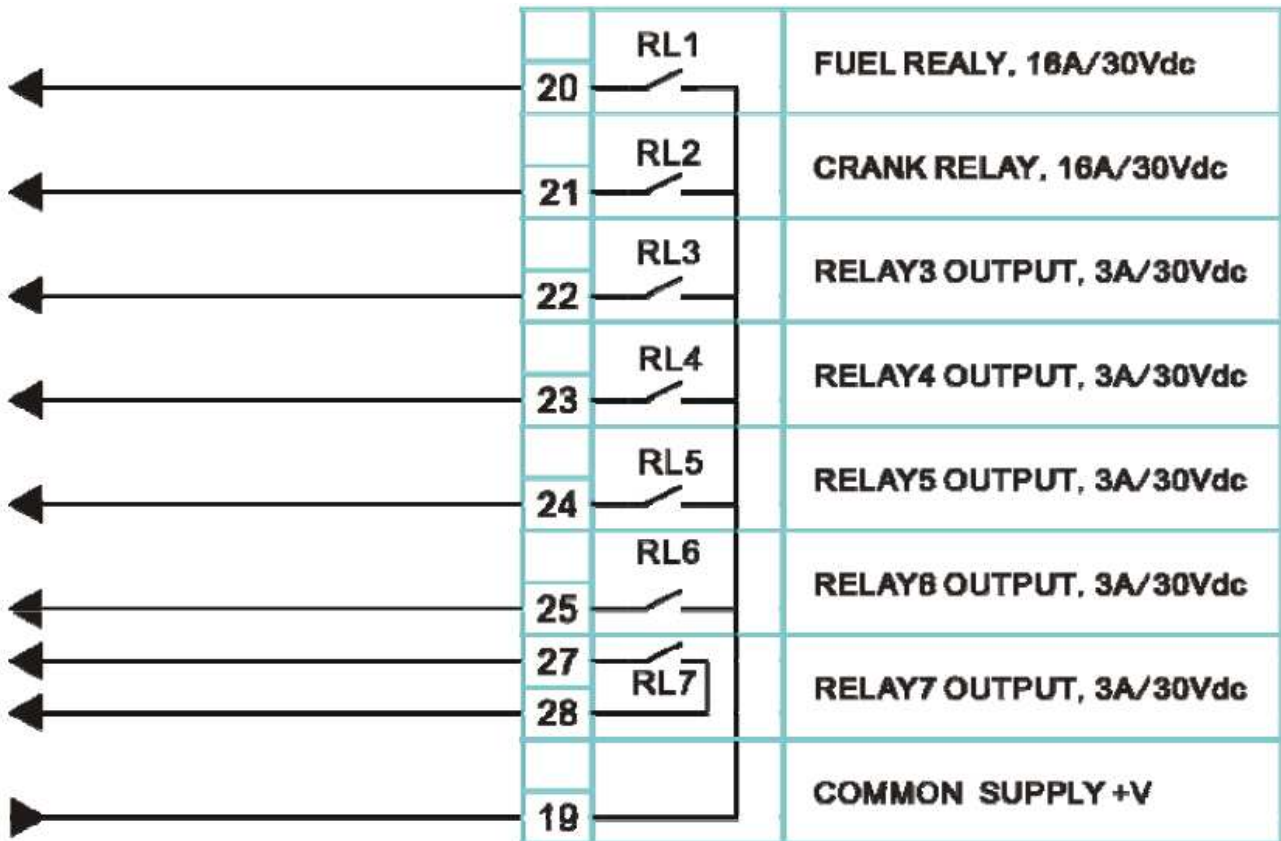 RL1
FUEL REALY, 16A/30Vdc
20
RL2
CRANK RELAY, 16A/30Vdc
21
RL3
RELAY3 OUTPUT, 3A/30Vdc
22
RL4
RELAY4 OUTPUT, 3A/30Vdc
23
RL5
RELAY5 OUTPUT, 3A/30Vdc
24
RL6
RELAY6 OUTPUT, 3A/30Vdc
25
27
RL7
RELAY7 OUTPUT, 3A/30Vdc
28
COMMON SUPPLY +V
19